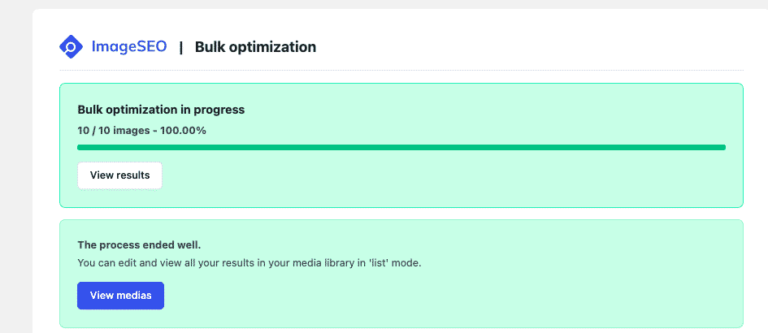 ImageSEO | Bulk optimization
Bulk optimization in progress
10 / 10 images - 100.00%
View results
The process ended well.
You can edit and view all your results in your media library in 'list' mode.
View medias